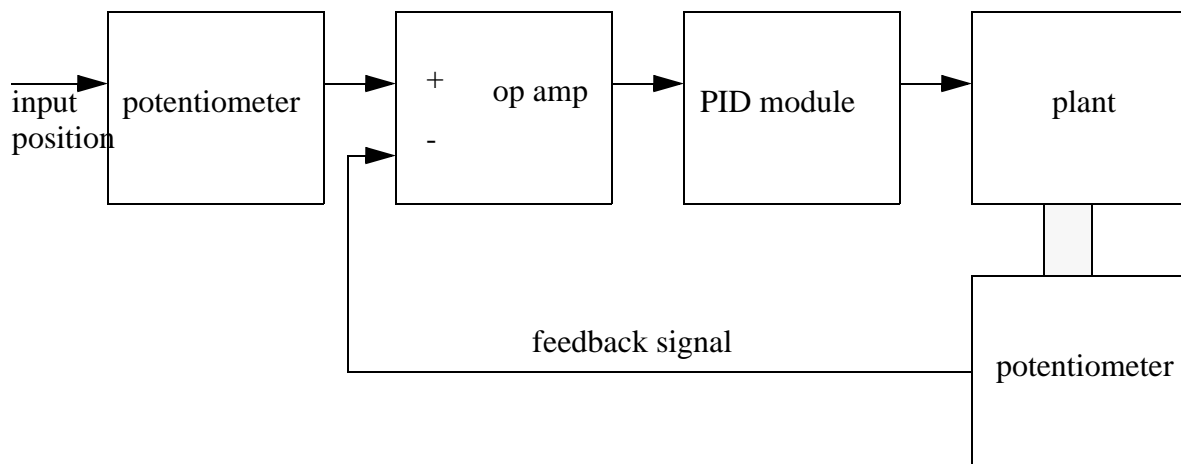 input
position
potentiometer
+
-
op amp
PID module
plant
feedback signal
potentiometer